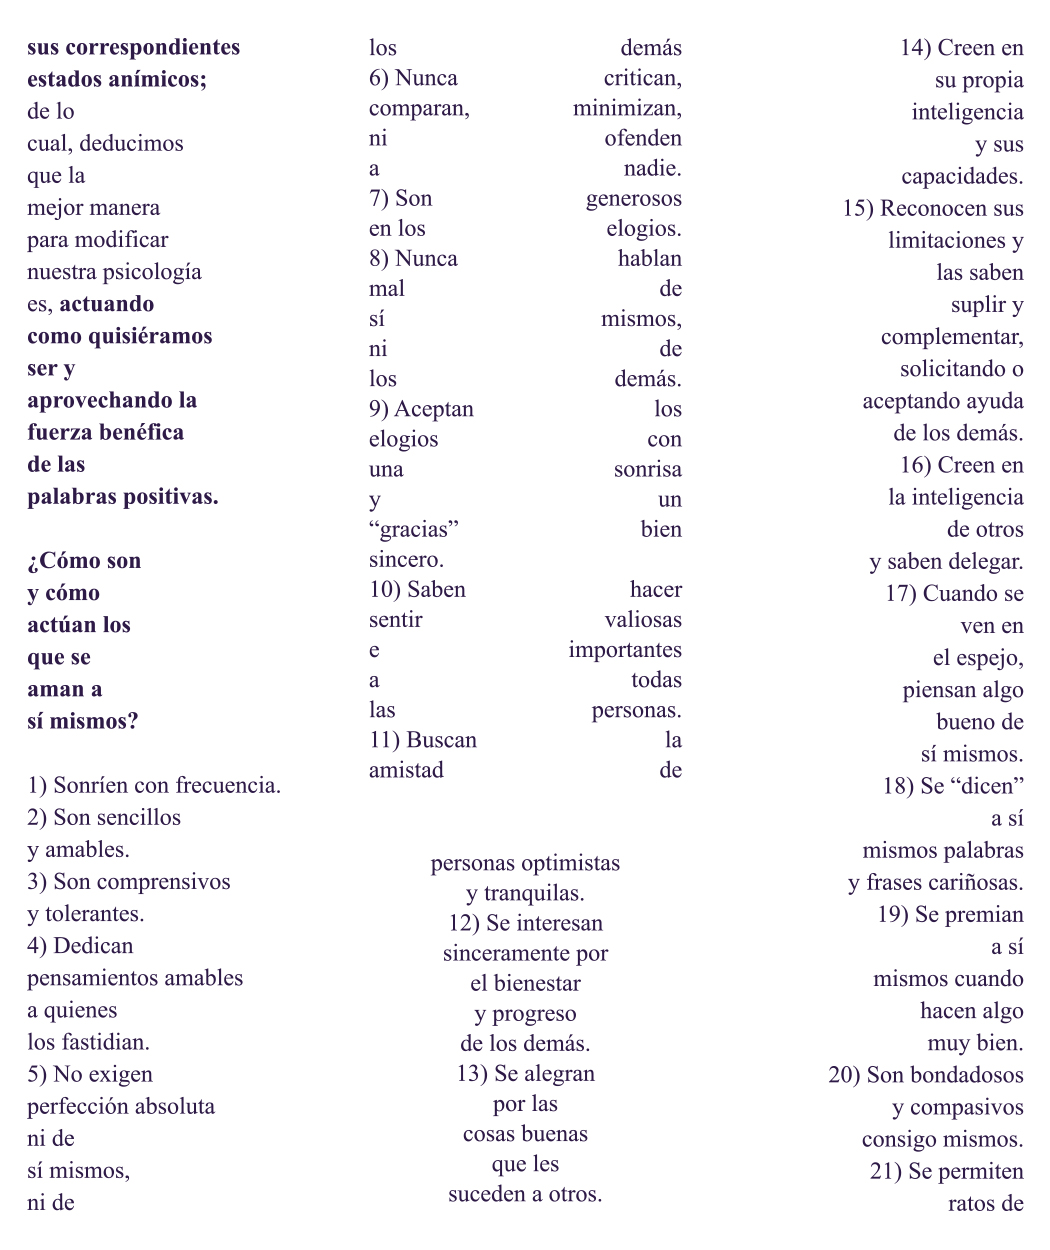 sus correspondientes
estados anímicos;
de lo
cual, deducimos
que la
mejor manera
para modificar
nuestra psicología
es, actuando
como quisiéramos
ser y
aprovechando la
fuerza benéfica
de las
palabras positivas.
¿Cómo son
y cómo
actúan los
que se
aman a
sí mismos?
1) Sonríen con frecuencia.
2) Son sencillos
y amables.
3) Son comprensivos
y tolerantes.
4) Dedican
pensamientos amables
a quienes
los fastidian.
5) No exigen
perfección absoluta
ni de
sí mismos,
ni de
los demás
6) Nunca critican,
comparan, minimizan,
ni ofenden
a nadie.
7) Son generosos
en los elogios.
8) Nunca hablan
mal de
sí mismos,
ni de
los demás.
9) Aceptan los
elogios con
una sonrisa
y un
“gracias” bien
sincero.
10) Saben hacer
sentir valiosas
e importantes
a todas
las personas.
11) Buscan la
amistad de
personas optimistas
y tranquilas.
12) Se interesan
sinceramente por
el bienestar
y progreso
de los demás.
13) Se alegran
por las
cosas buenas
que les
suceden a otros.
14) Creen en
su propia
inteligencia
y sus
capacidades.
15) Reconocen sus
limitaciones y
las saben
suplir y
complementar,
solicitando o
aceptando ayuda
de los demás.
16) Creen en
la inteligencia
de otros
y saben delegar.
17) Cuando se
ven en
el espejo,
piensan algo
bueno de
sí mismos.
18) Se “dicen”
a sí
mismos palabras
y frases cariñosas.
19) Se premian
a sí
mismos cuando
hacen algo
muy bien.
20) Son bondadosos
y compasivos
consigo mismos.
21) Se permiten
ratos de